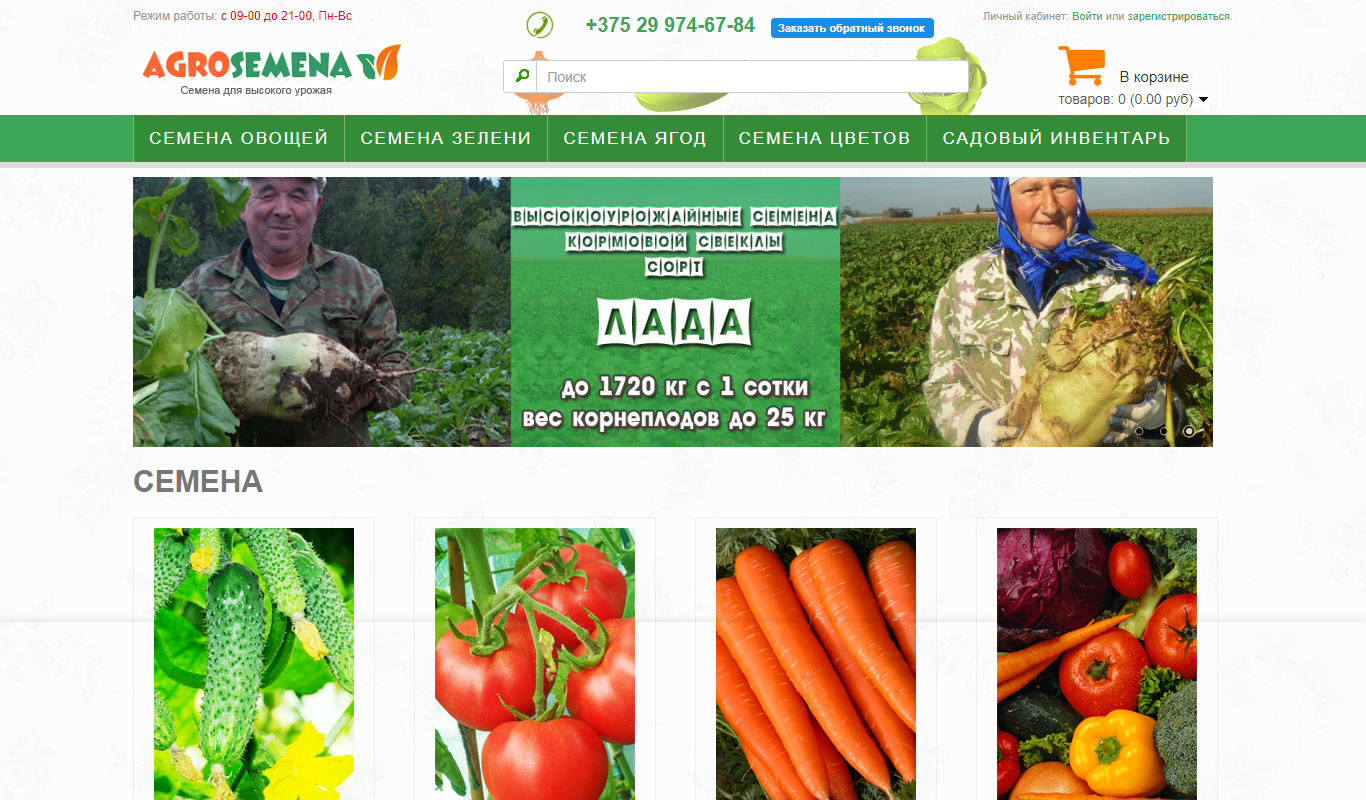 Режим работы: с 09-00 до 21-00, Пн-Вс
+375 29 974-67-84
Заказать обратный звонок
Личный кабинет: Войти или зарегистрироваться.
AGROSEMENA
Семена для высокого урожая
Поиск
В корзине
товаров: 0 (0.00 руб)
СЕМЕНА ОВОЩЕЙ
СЕМЕНА ЗЕЛЕНИ
СЕМЕНА ЯГОД
СЕМЕНА ЦВЕТОВ
САДОВЫЙ ИНВЕНТАРЬ
ВЫСОКОУРОЖАЙНЫЕ СЕМЕНА
КОРМОВОЙ СВЕКЛЫ
СОРТ
ЛАДА
до 1720 кг с 1 сотки
вес корнеплодов до 25 кг
СЕМЕНА